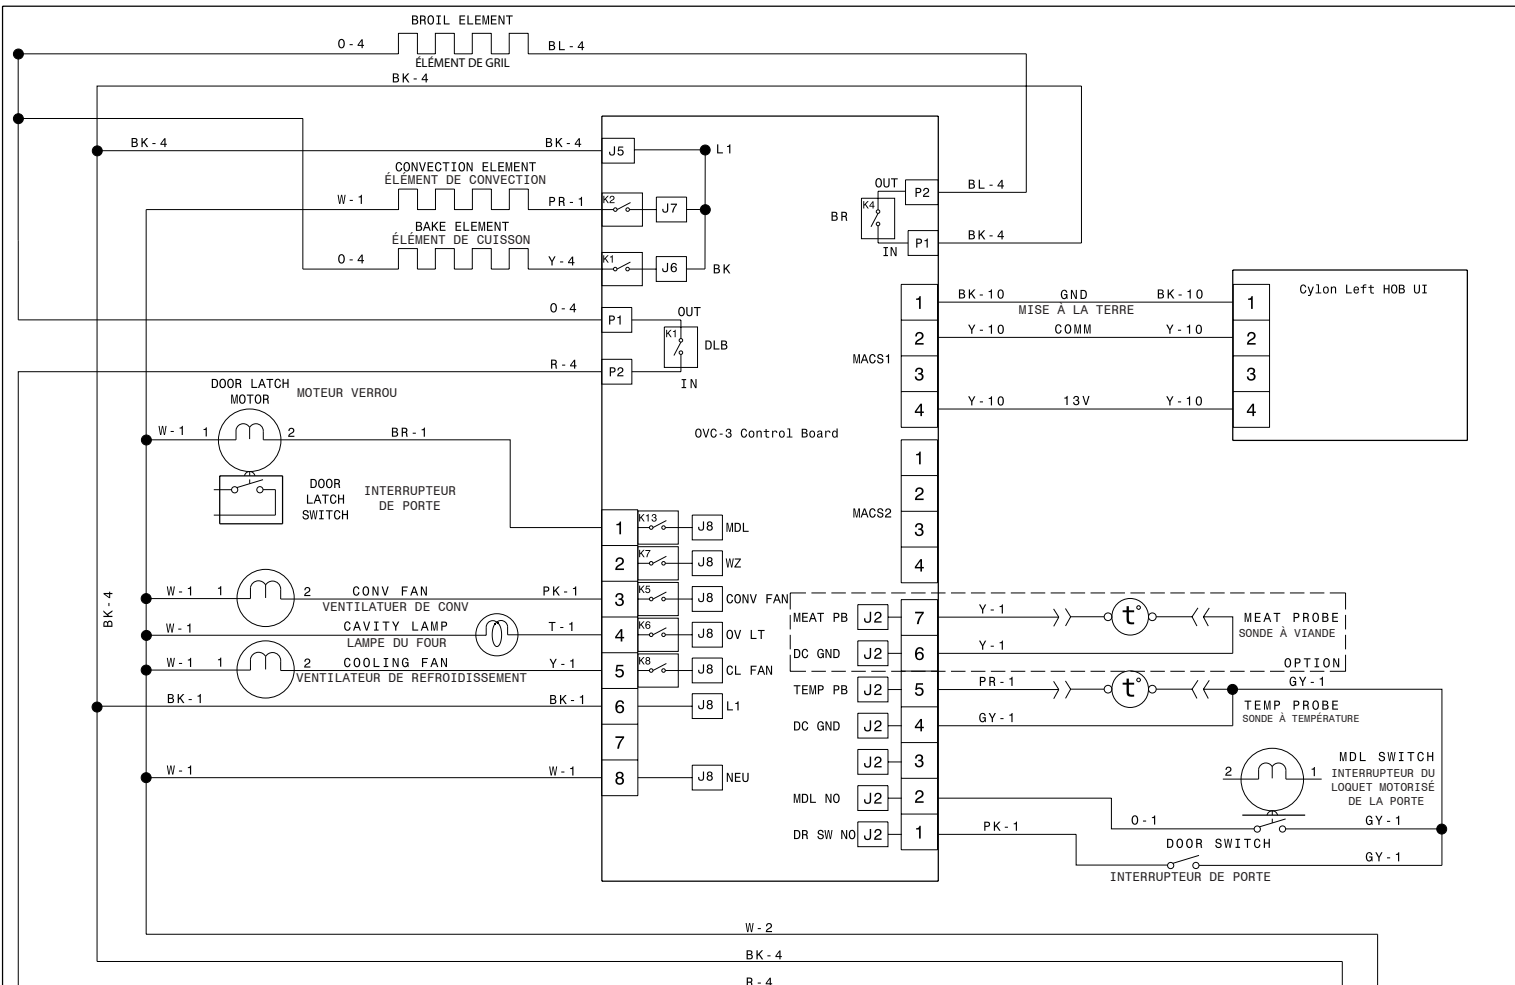 BROIL ELEMENT
O-4
BL-4
ÉLÉMENT DE GRIL
BK-4
BK-4
BK-4
J5
L1
CONVECTION ELEMENT
ÉLÉMENT DE CONVECTION
W-1
PR-1
K2
J7
BAKE ELEMENT
ÉLÉMENT DE CUISSON
O-4
Y-4
K1
J6
BK
OUT
P2
BL-4
BR
K4
P1
BK-4
IN
O-4
P1
OUT
K1
DLB
R-4
P2
IN
MACS1
1
BK-10
GND
BK-10
1
MISE À LA TERRE
2
Y-10
COMM
Y-10
2
3
3
4
Y-10
13V
Y-10
4
Cylon Left HOB UI
DOOR LATCH
MOTOR
MOTEUR VERROU
W-1
1
2
BR-1
OVC-3 Control Board
DOOR
LATCH
SWITCH
INTERRUPTEUR
DE PORTE
MACS2
1
2
3
4
1
K13
J8
MDL
2
K7
J8
WZ
W-1
1
2
CONV FAN
PK-1
3
K5
J8
CONV FAN
VENTILATUER DE CONV
W-1
CAVITY LAMP
T-1
4
K6
J8
OV LT
LAMPE DU FOUR
W-1
1
2
COOLING FAN
Y-1
5
K8
J8
CL FAN
VENTILATEUR DE REFROIDISSEMENT
BK-4
BK-1
BK-1
6
J8
L1
7
W-1
W-1
8
J8
NEU
MEAT PB
J2
7
Y-1
t°
MEAT PROBE
SONDE À VIANDE
DC GND
J2
6
Y-1
OPTION
TEMP PB
J2
5
PR-1
t°
GY-1
TEMP PROBE
SONDE À TEMPÉRATURE
DC GND
J2
4
GY-1
J2
3
MDL SWITCH
2
1
INTERRUPTEUR DU
LOQUET MOTORISÉ
DE LA PORTE
MDL NO
J2
2
O-1
GY-1
DR SW NO
J2
1
PK-1
DOOR SWITCH
GY-1
INTERRUPTEUR DE PORTE
W-2
BK-4
R-4